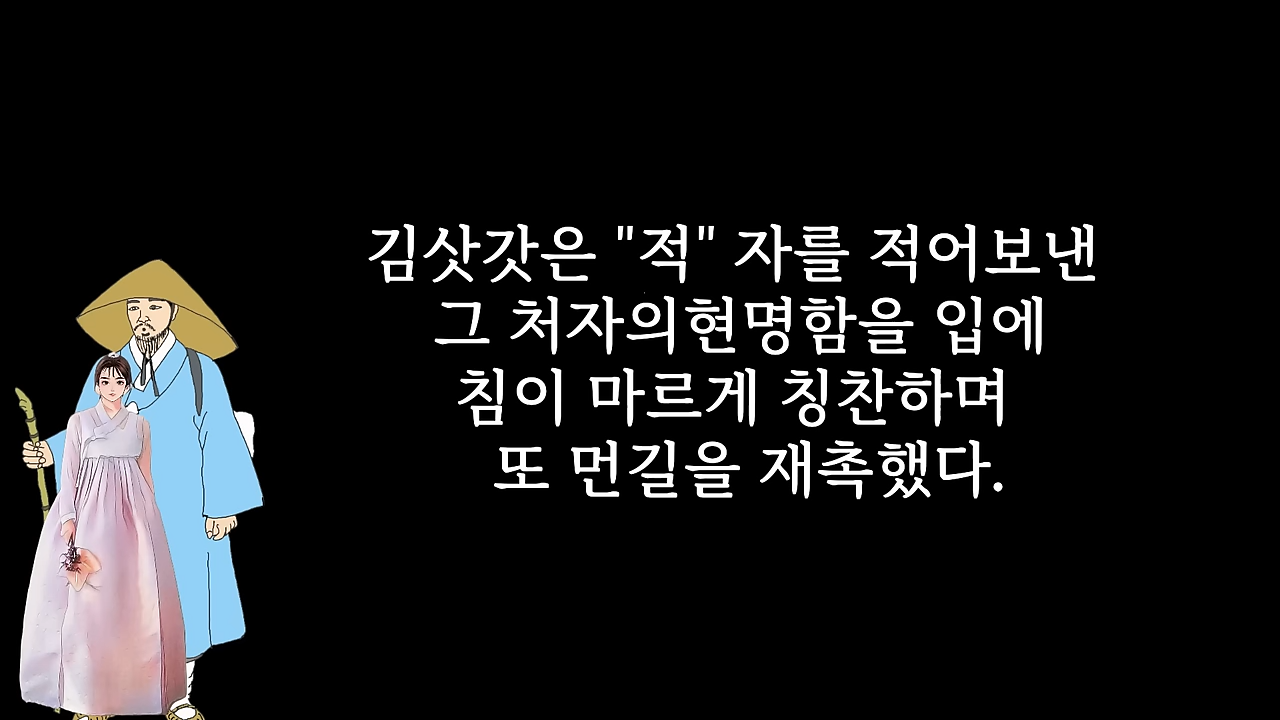 김삿갓은 "적" 자를 적어보낸
그 처자의현명함을 입에
침이 마르게 칭찬하며
또 먼길을 재촉했다.